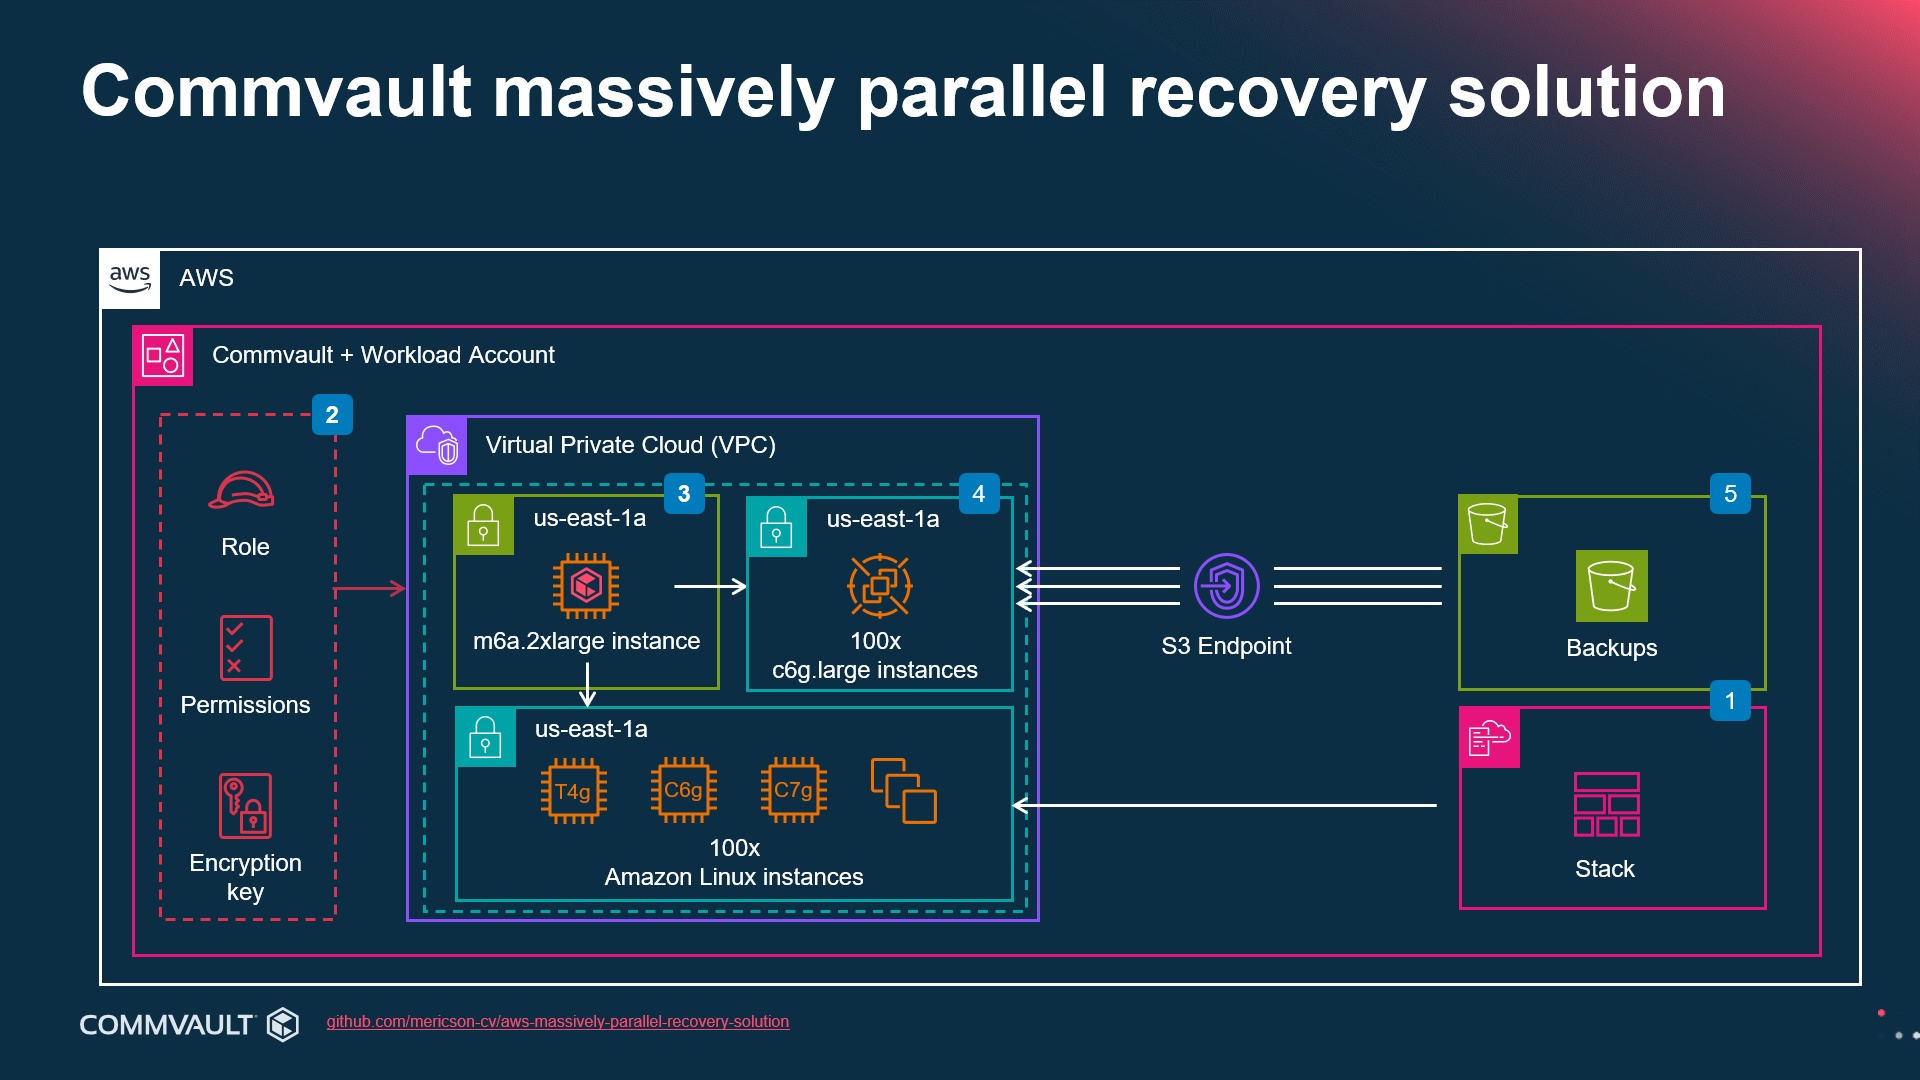 Commvault massively parallel recovery solution
aws
AWS
Commvault + Workload Account
2
Role
Permissions
Encryption
key
Virtual Private Cloud (VPC)
3
us-east-1a
m6a.2xlarge instance
4
us-east-1a
100x
c6g.large instances
us-east-1a
T4g
C6g
C7g
100x
Amazon Linux instances
S3 Endpoint
5
Backups
1
Stack
COMMVAULT
github.com/mericson-cv/aws-massively-parallel-recovery-solution